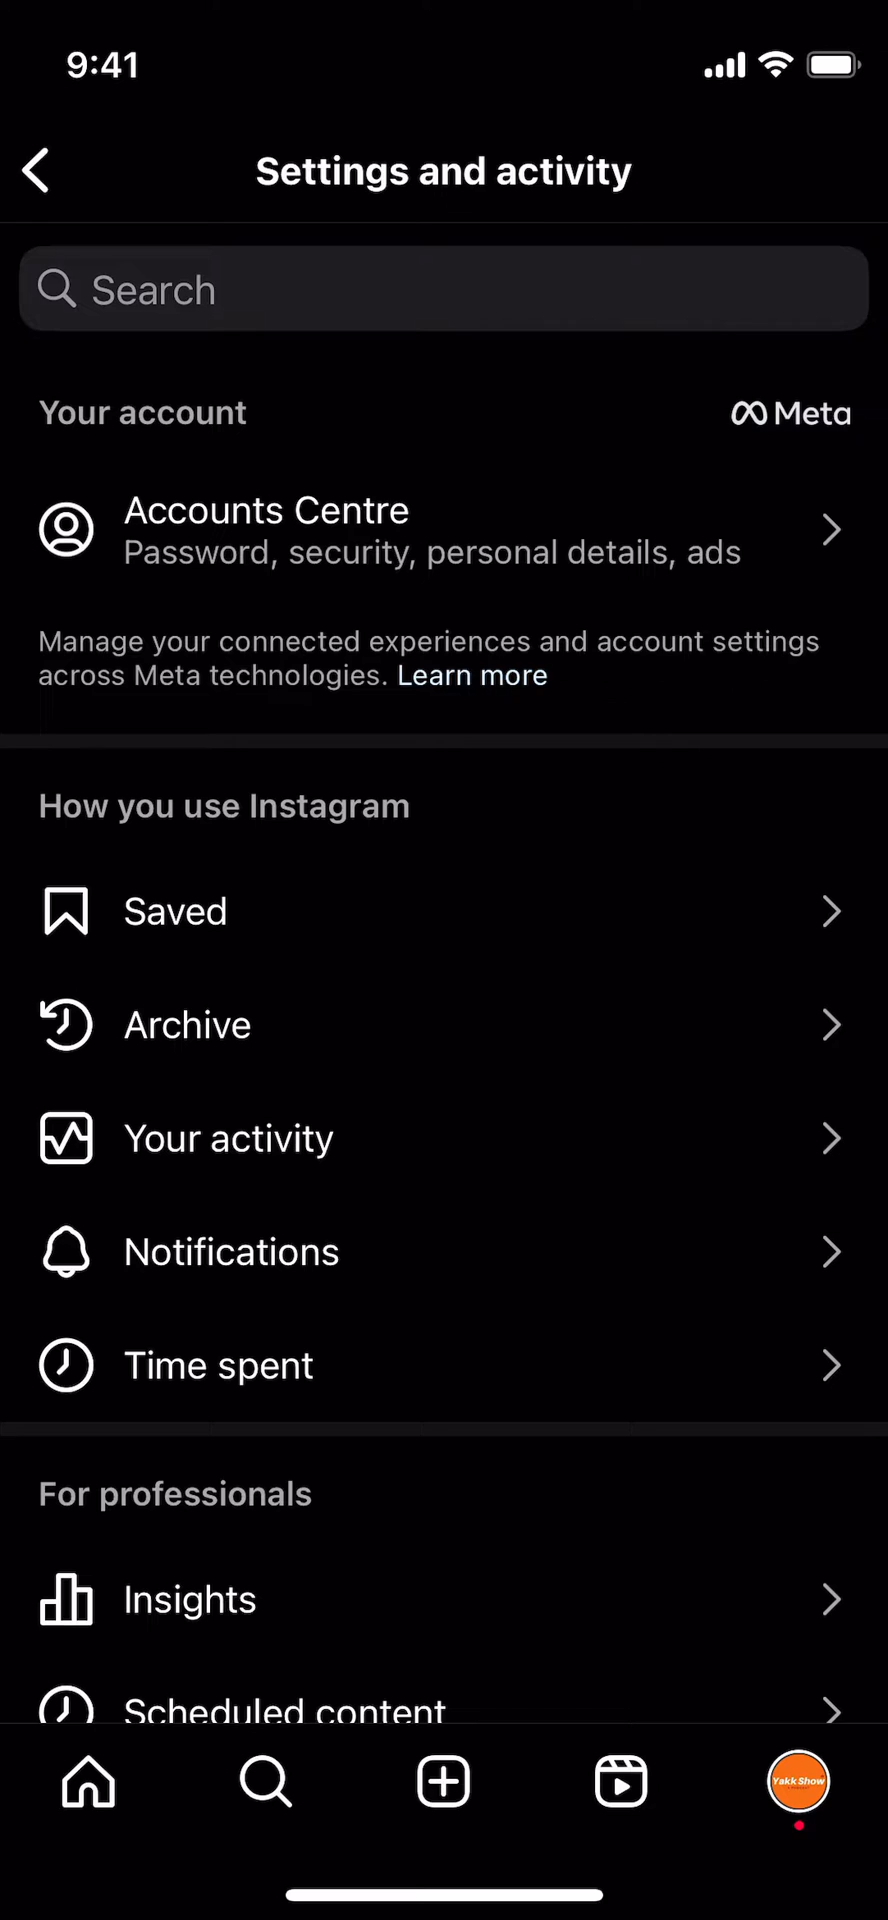 9:41
Settings and activity
Search
Your account
Meta
Accounts Centre
Password, security, personal details, ads
Manage your connected experiences and account settings
across Meta technologies. Learn more
How you use Instagram
Saved
Archive
Your activity
Notifications
Time spent
For professionals
Insights
Scheduled content
Yakk Show